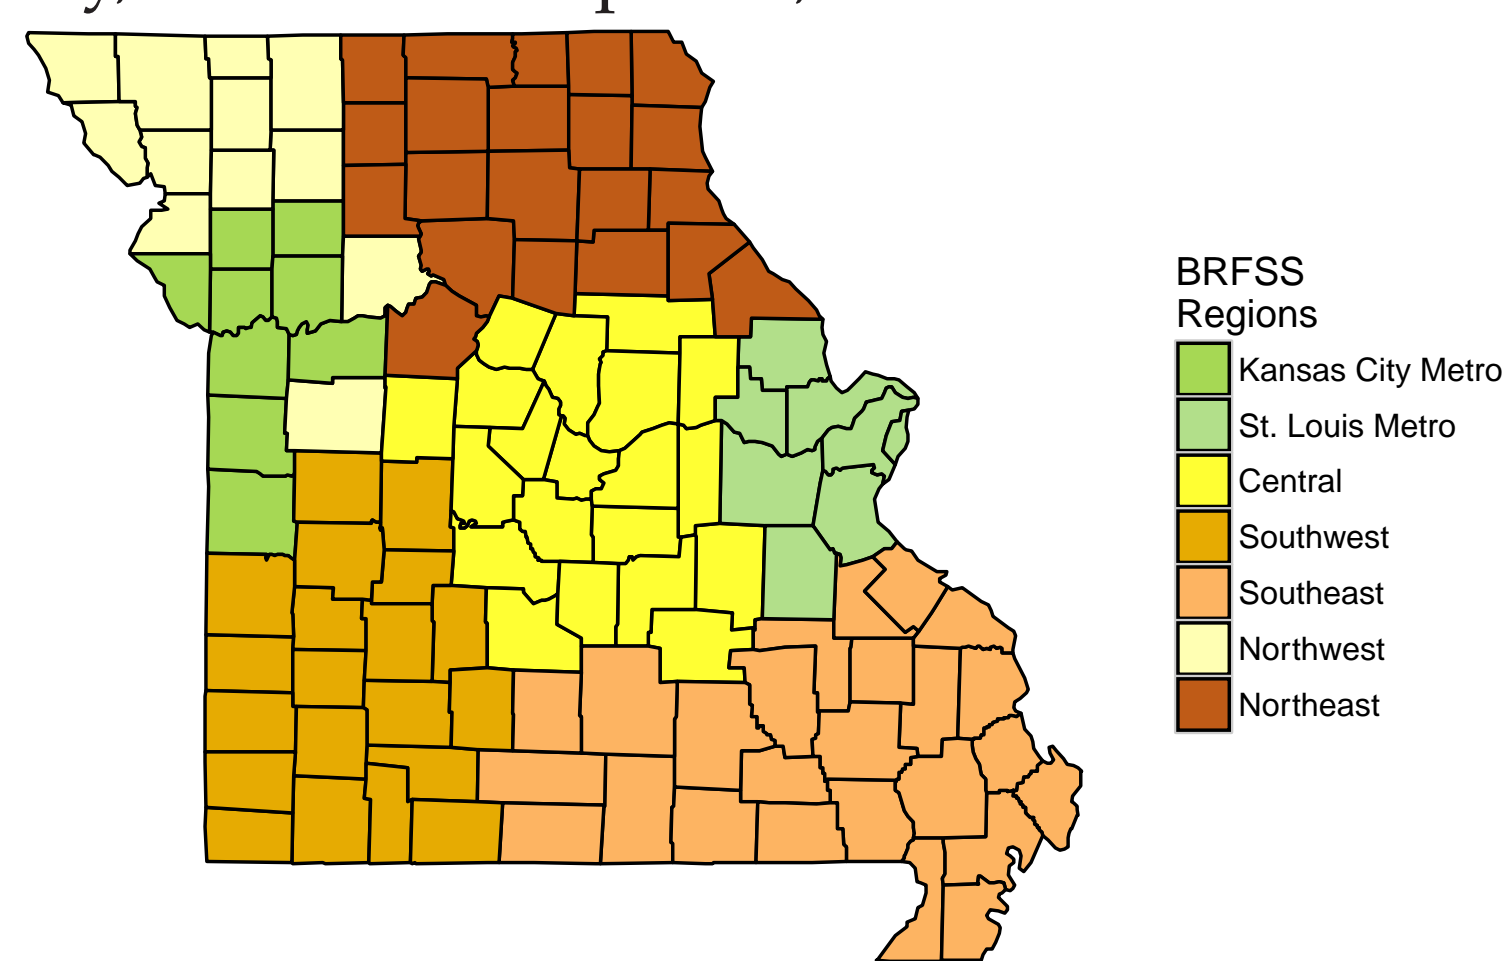 BRFSS
Regions
Kansas City Metro
St. Louis Metro
Central
Southwest
Southeast
Northwest
Northeast